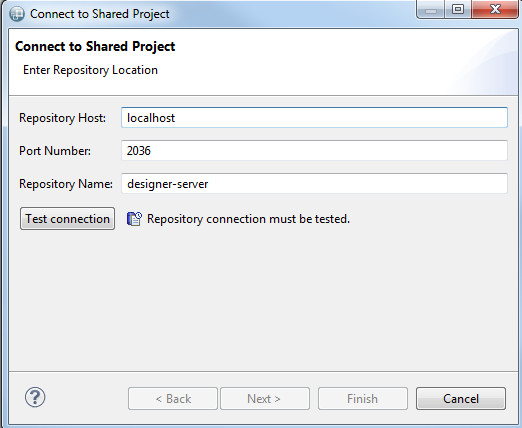 Connect to Shared Project
Connect to Shared Project
Enter Repository Location
Repository Host: localhost
Port Number: 2036
Repository Name: designer-server
Test connection Repository connection must be tested.
? < Back Next > Finish Cancel